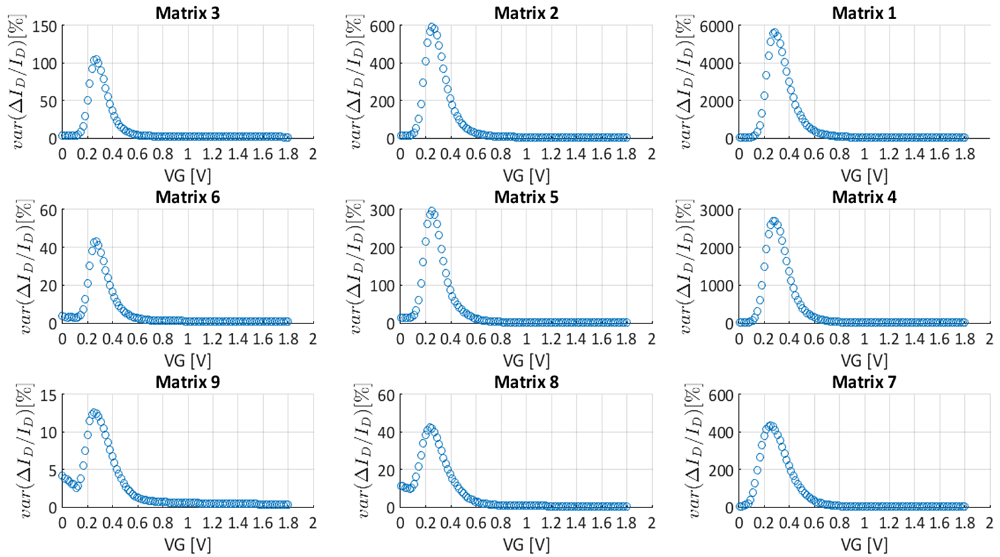 Matrix 3
var(ΔI_D/I_D)[%]
150
100
50
0
0 0.2 0.4 0.6 0.8 1 1.2 1.4 1.6 1.8 2
VG [V]
Matrix 2
var(ΔI_D/I_D)[%]
600
400
200
0
0 0.2 0.4 0.6 0.8 1 1.2 1.4 1.6 1.8 2
VG [V]
Matrix 1
var(ΔI_D/I_D)[%]
6000
4000
2000
0
0 0.2 0.4 0.6 0.8 1 1.2 1.4 1.6 1.8 2
VG [V]
Matrix 6
var(ΔI_D/I_D)[%]
60
40
20
0
0 0.2 0.4 0.6 0.8 1 1.2 1.4 1.6 1.8 2
VG [V]
Matrix 5
var(ΔI_D/I_D)[%]
300
200
100
0
0 0.2 0.4 0.6 0.8 1 1.2 1.4 1.6 1.8 2
VG [V]
Matrix 4
var(ΔI_D/I_D)[%]
3000
2000
1000
0
0 0.2 0.4 0.6 0.8 1 1.2 1.4 1.6 1.8 2
VG [V]
Matrix 9
var(ΔI_D/I_D)[%]
15
10
5
0
0 0.2 0.4 0.6 0.8 1 1.2 1.4 1.6 1.8 2
VG [V]
Matrix 8
var(ΔI_D/I_D)[%]
60
40
20
0
0 0.2 0.4 0.6 0.8 1 1.2 1.4 1.6 1.8 2
VG [V]
Matrix 7
var(ΔI_D/I_D)[%]
600
400
200
0
0 0.2 0.4 0.6 0.8 1 1.2 1.4 1.6 1.8 2
VG [V]